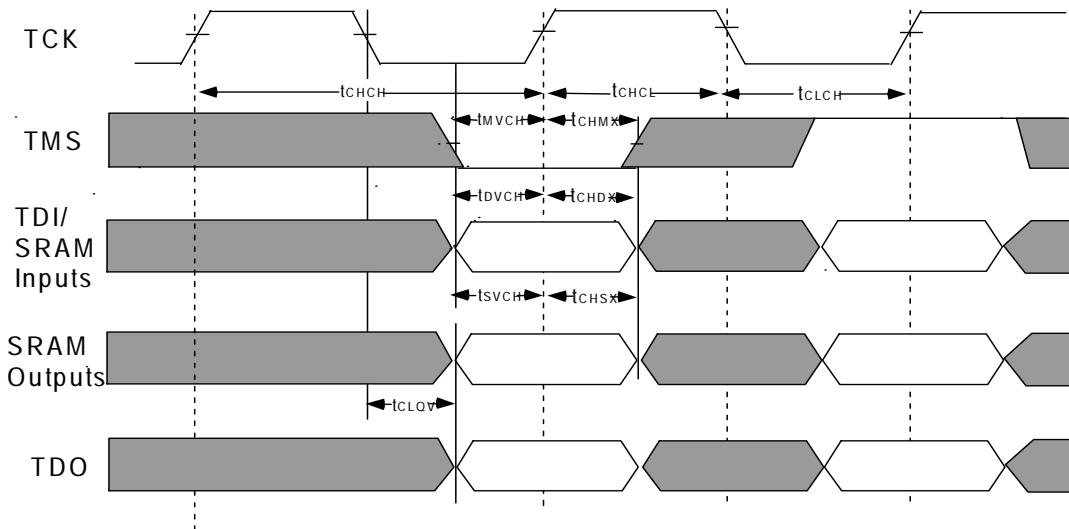 TCK
tCHCH
tCHCL
tCLCH
TMS
tMVCH
tCHMX
TDI/
SRAM
Inputs
tDVCH
tCHDX
tSVCH
tCHSX
SRAM
Outputs
tCLQV
TDO